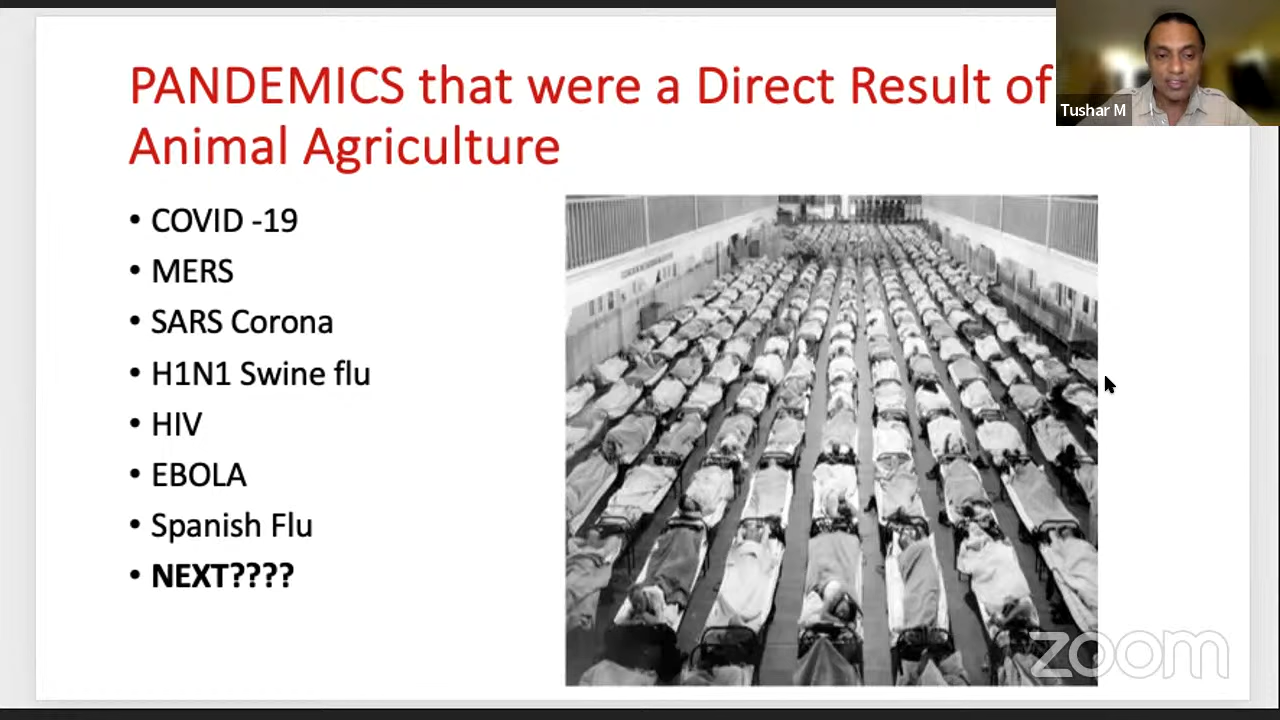 PANDEMICS that were a Direct Result of
Animal Agriculture
Tushar M
• COVID -19
• MERS
• SARS Corona
• H1N1 Swine flu
• HIV
• EBOLA
• Spanish Flu
• NEXT????
zoom